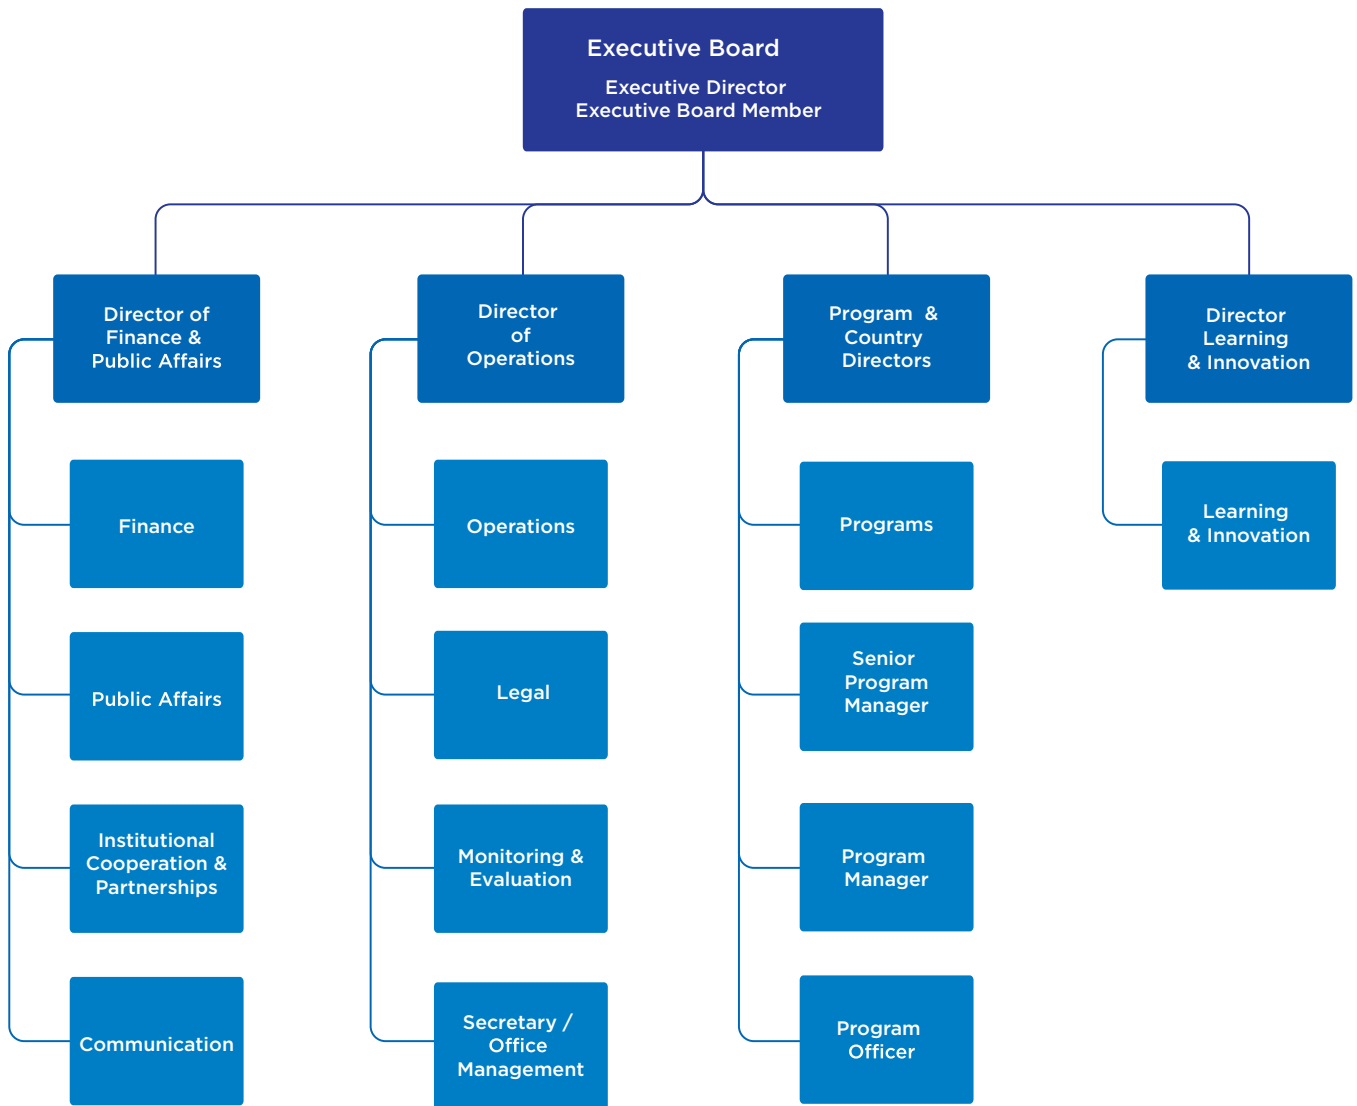 Executive Board
Executive Director
Executive Board Member
Director of
Finance &
Public Affairs
Director
of
Operations
Program &
Country
Directors
Director
Learning
& Innovation
Finance
Operations
Programs
Learning
& Innovation
Public Affairs
Legal
Senior
Program
Manager
Institutional
Cooperation &
Partnerships
Monitoring &
Evaluation
Program
Manager
Communication
Secretary /
Office
Management
Program
Officer